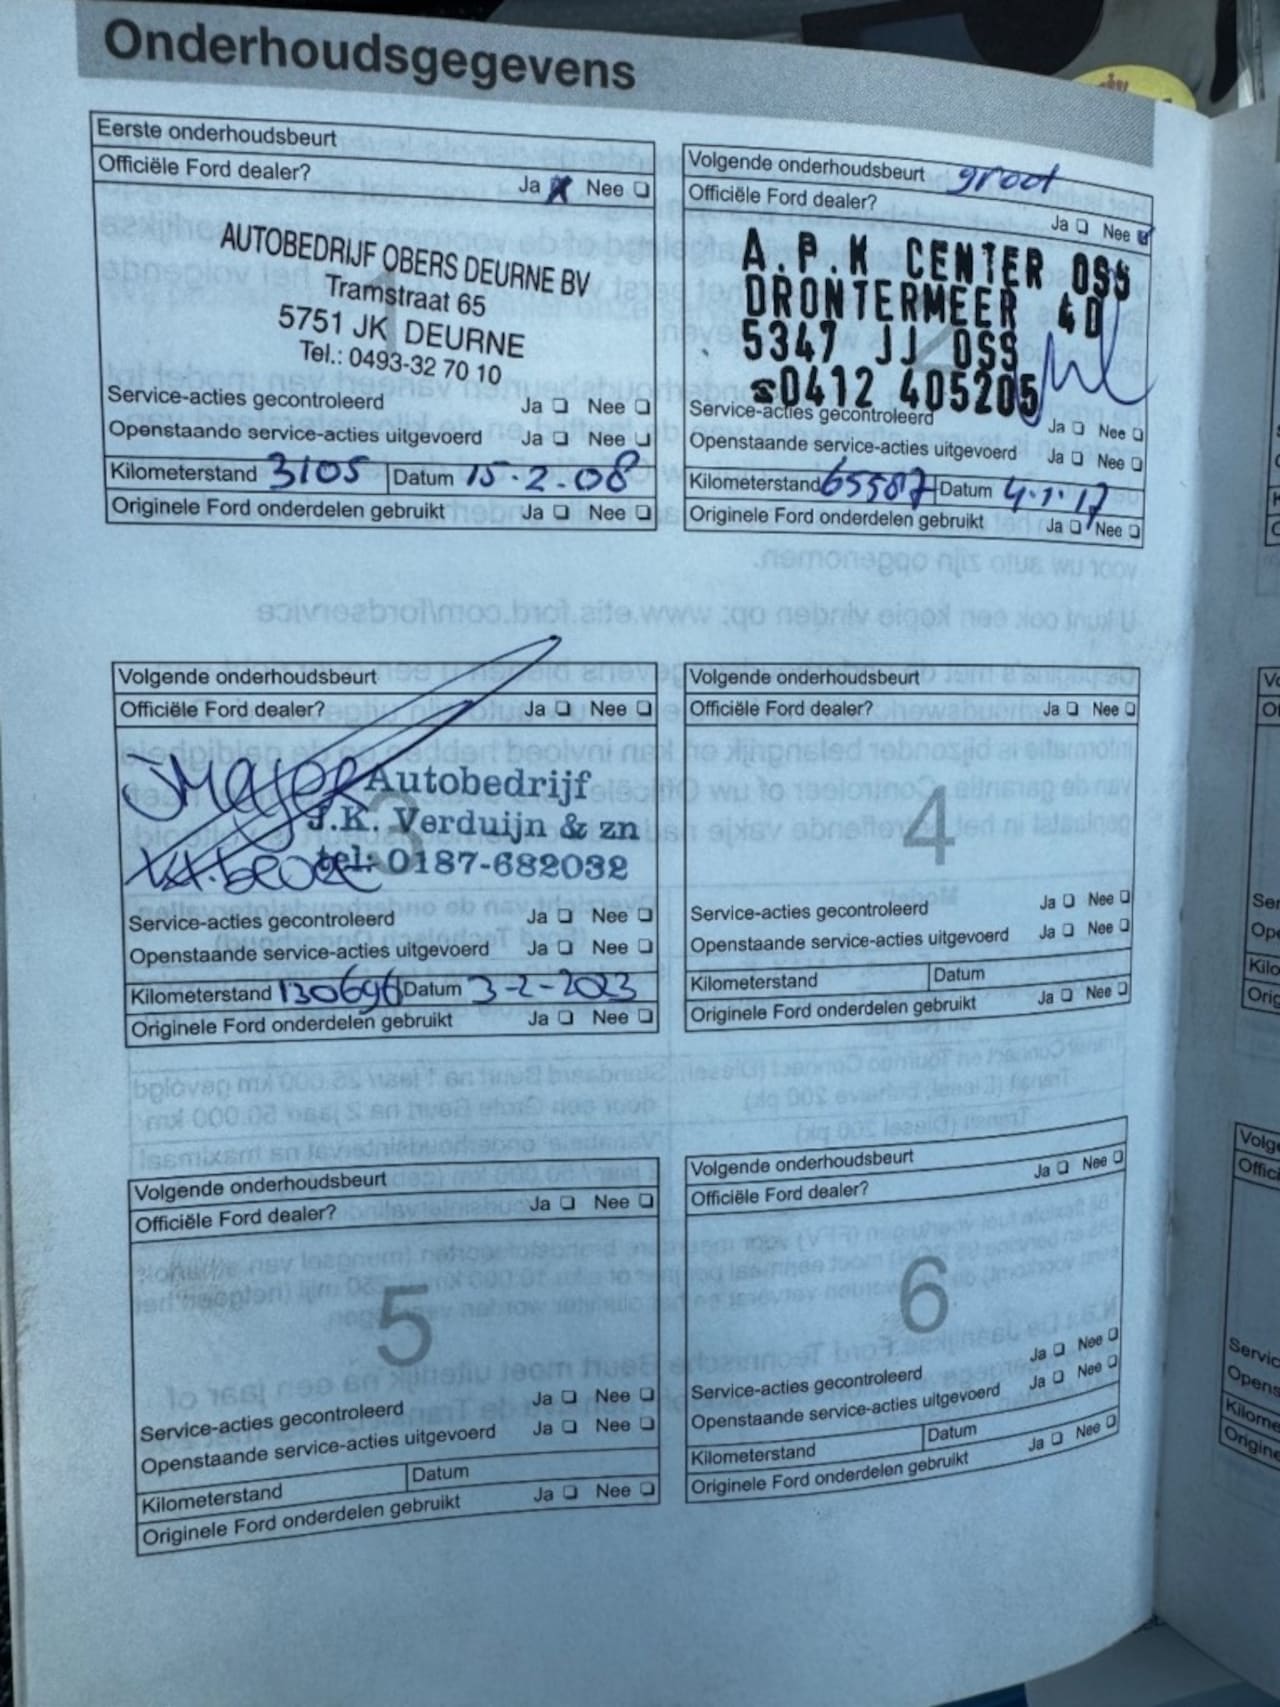 Onderhoudsgegevens
Eerste onderhoudsbeurt
Officiële Ford dealer?
Ja Nee
AUTOBEDRIJF OBERS DEURNE BV
Tramstraat 65
5751 JK DEURNE
Tel.: 0493-32 70 10
1
Service-acties gecontroleerd Ja Nee
Openstaande service-acties uitgevoerd Ja Nee
Kilometerstand 3105 Datum 15-2-08
Originele Ford onderdelen gebruikt Ja Nee
Volgende onderhoudsbeurt groot
Officiële Ford dealer?
Ja Nee
A.P.K CENTER OSS
DRONTERMEER 4D
5347 JJ OSS
☎0412 405205
2
Service-acties gecontroleerd Ja Nee
Openstaande service-acties uitgevoerd Ja Nee
Kilometerstand 65587 Datum 4-1-17
Originele Ford onderdelen gebruikt Ja Nee
Volgende onderhoudsbeurt
Officiële Ford dealer? Ja Nee
Autobedrijf
J.K. Verduijn & zn
tel: 0187-682032
3
Service-acties gecontroleerd Ja Nee
Openstaande service-acties uitgevoerd Ja Nee
Kilometerstand 130696 Datum 3-2-2023
Originele Ford onderdelen gebruikt Ja Nee
Volgende onderhoudsbeurt
Officiële Ford dealer? Ja Nee
4
Service-acties gecontroleerd Ja Nee
Openstaande service-acties uitgevoerd Ja Nee
Kilometerstand Datum
Originele Ford onderdelen gebruikt Ja Nee
Volgende onderhoudsbeurt
Officiële Ford dealer? Ja Nee
5
Service-acties gecontroleerd Ja Nee
Openstaande service-acties uitgevoerd Ja Nee
Kilometerstand Datum
Originele Ford onderdelen gebruikt Ja Nee
Volgende onderhoudsbeurt
Officiële Ford dealer? Ja Nee
6
Service-acties gecontroleerd Ja Nee
Openstaande service-acties uitgevoerd Ja Nee
Kilometerstand Datum
Originele Ford onderdelen gebruikt Ja Nee